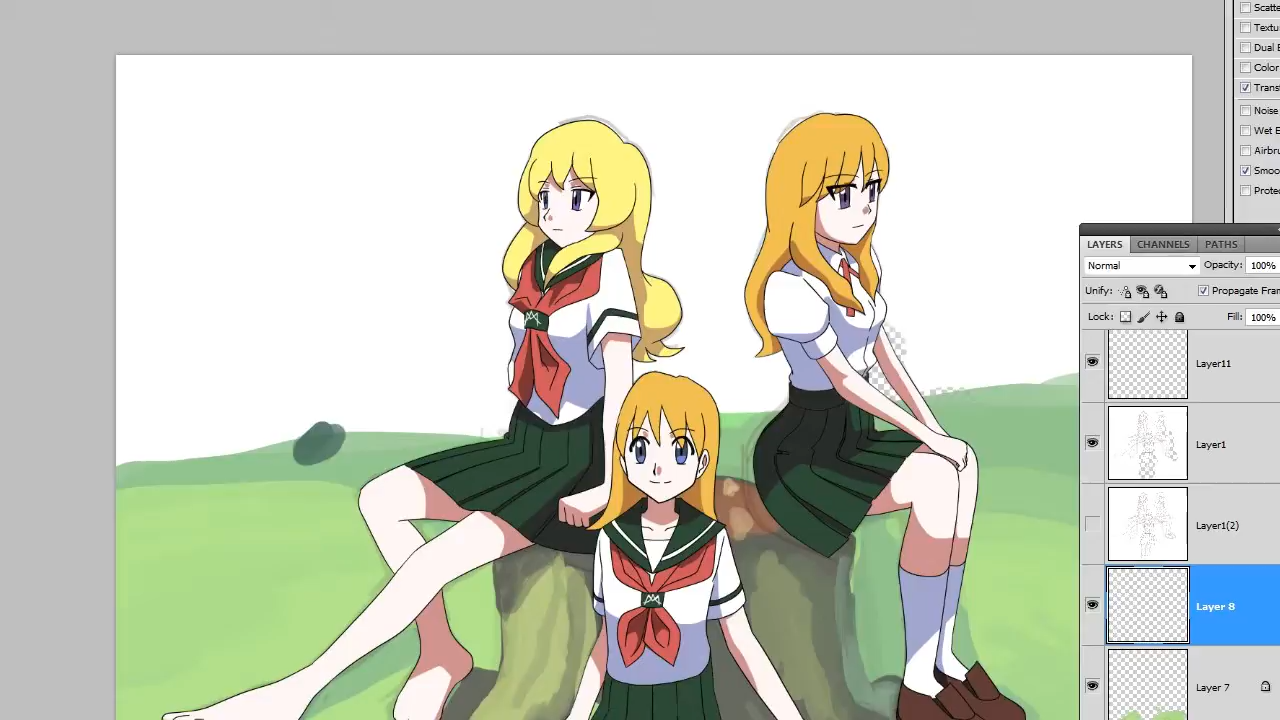 Scatte
Textu
Dual B
Color
Trans
Noise
Wet E
Airbru
Smoo
Protec
LAYERS CHANNELS PATHS
Normal Opacity: 100%
Unify: Propagate Fran
Lock: Fill: 100%
Layer11
Layer1
Layer1(2)
Layer 8
Layer 7